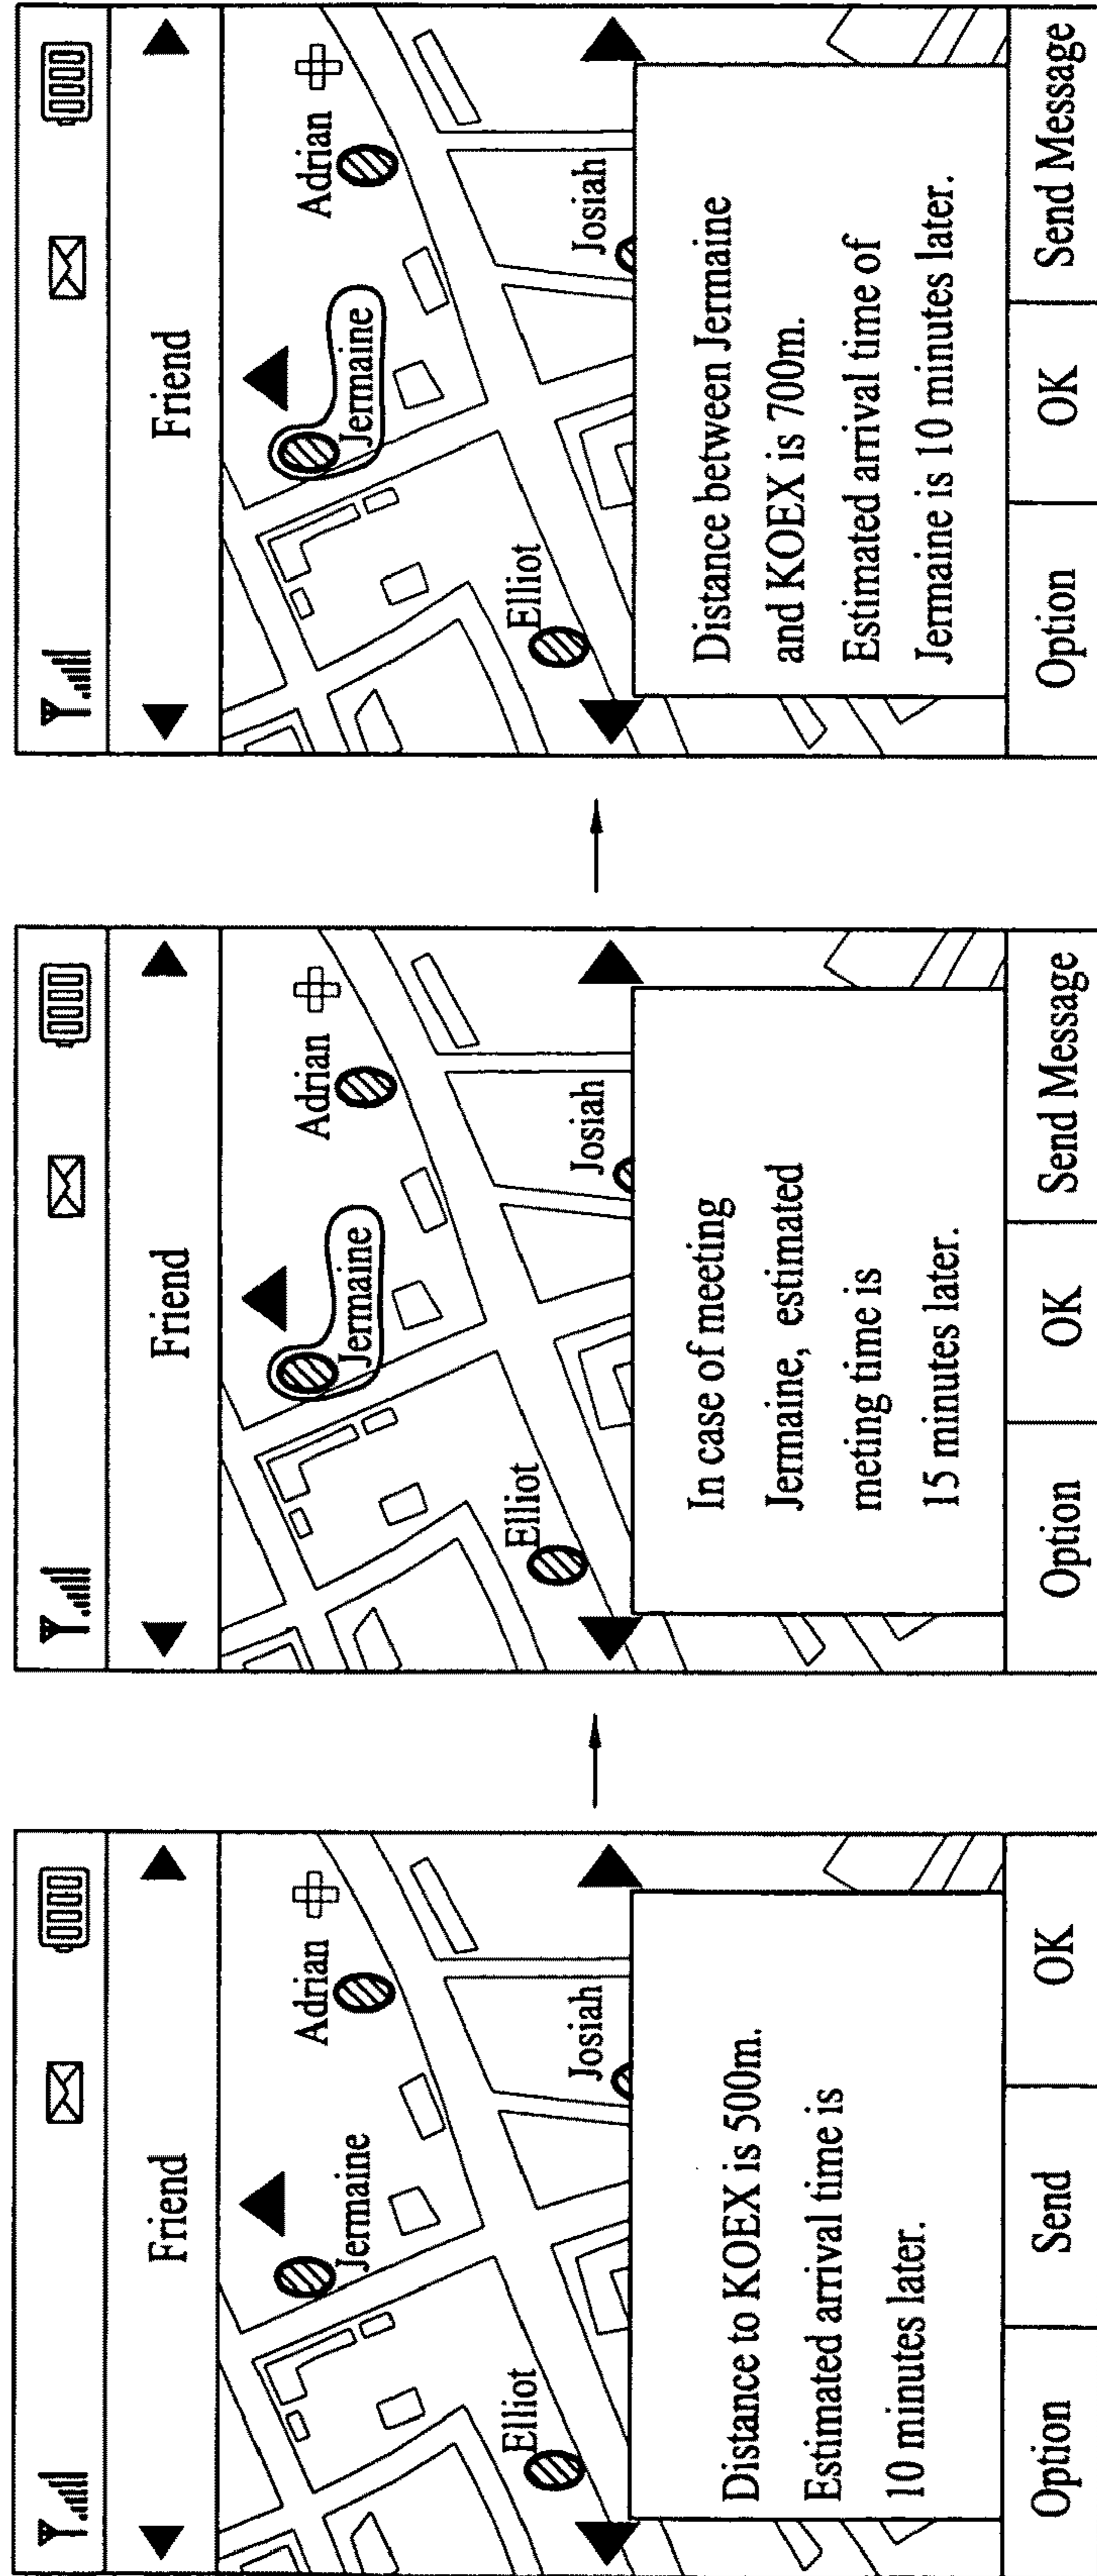 Friend
Adrian
Jermaine
Elliot
Josiah
Distance to KOEX is 500m.
Estimated arrival time is
10 minutes later.
Option
Send
OK
Friend
Adrian
Jermaine
Elliot
Josiah
In case of meeting
Jermaine, estimated
meting time is
15 minutes later.
Option
OK
Send Message
Friend
Adrian
Jermaine
Elliot
Josiah
Distance between Jermaine
and KOEX is 700m.
Estimated arrival time of
Jermaine is 10 minutes later.
Option
OK
Send Message